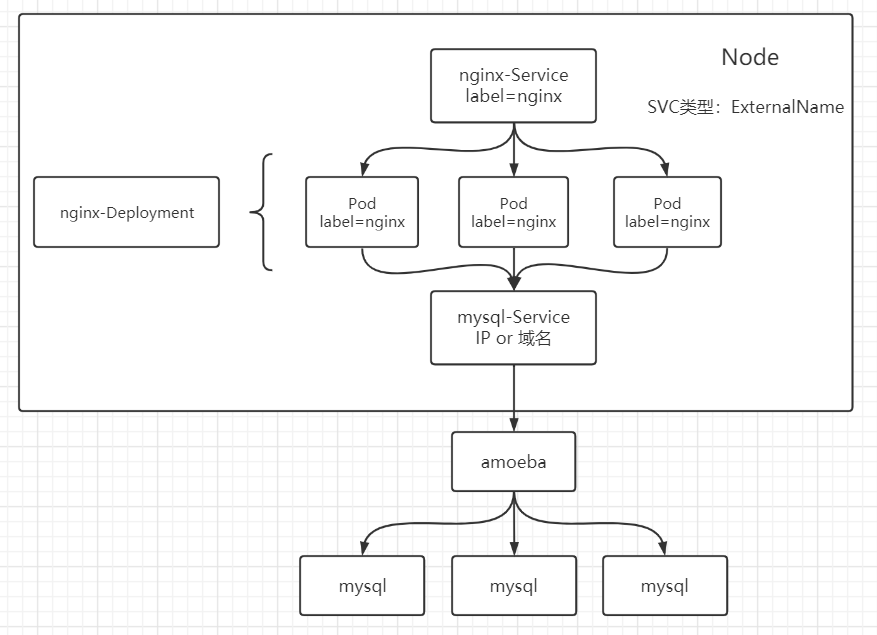 Node
nginx-Service
label=nginx
SVC类型：ExternalName
nginx-Deployment
Pod
label=nginx
Pod
label=nginx
Pod
label=nginx
mysql-Service
IP or 域名
amoeba
mysql
mysql
mysql